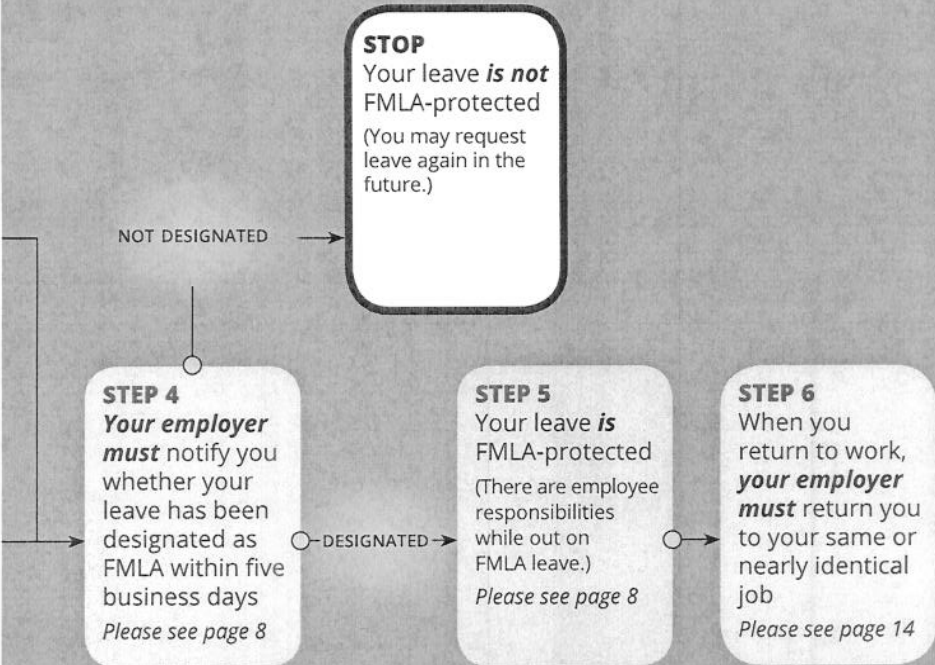 STOP
Your leave is not
FMLA-protected
(You may request
leave again in the
future.)
NOT DESIGNATED
STEP 4
Your employer
must notify you
whether your
leave has been
designated as
FMLA within five
business days
Please see page 8
DESIGNATED
STEP 5
Your leave is
FMLA-protected
(There are employee
responsibilities
while out on
FMLA leave.)
Please see page 8
STEP 6
When you
return to work,
your employer
must return you
to your same or
nearly identical
job
Please see page 14